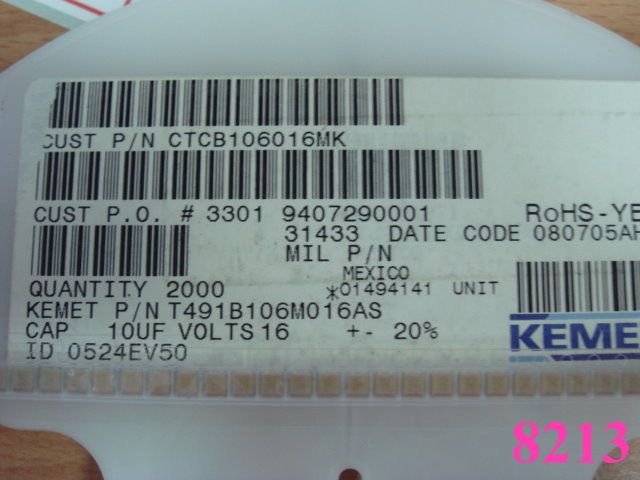 CUST P/N CTCB106016MK
CUST P.O. # 3301 9407290001 RoHS-YE
31433 DATE CODE 080705AH
MIL P/N
MEXICO
QUANTITY 2000 *01494141 UNIT
KEMET P/N T491B106M016AS
CAP 10UF VOLTS 16 +- 20%
KEME
ID 0524EV50
8213